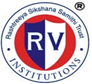 Rashtreeya Sikshana Samithi Trust
RV
INSTITUTIONS
®